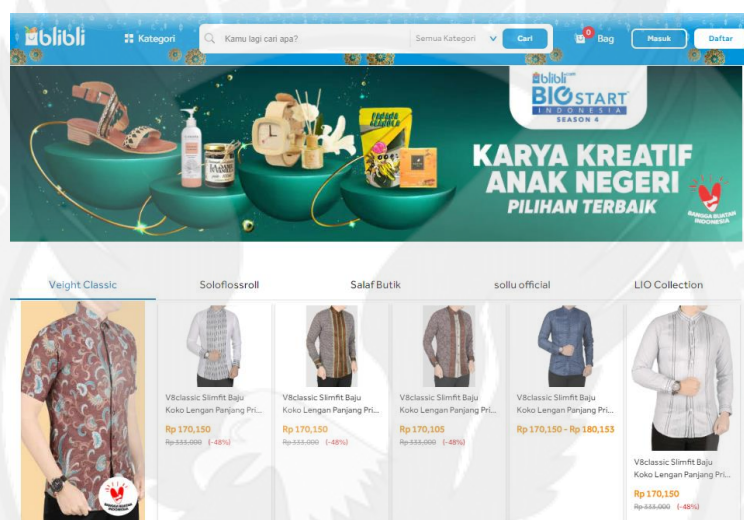 blibli
Kategori
Kamu lagi cari apa?
Semua Kategori
Cari
0
Bag
Masuk
Daftar
blibli.com
BIGSTART
INDONESIA
SEASON 4
KARYA KREATIF
ANAK NEGERI
PILIHAN TERBAIK
BANGGA BUATAN
INDONESIA
Veight Classic
Soloflossroll
Salaf Butik
sollu official
LIO Collection
V8classic Slimfit Baju
Koko Lengan Panjang Pri...
Rp 170,150
Rp 333,000 (-48%)
V8classic Slimfit Baju
Koko Lengan Panjang Pri...
Rp 170,150
Rp 333,000 (-48%)
V8classic Slimfit Baju
Koko Lengan Panjang Pri...
Rp 170,105
Rp 333,000 (-48%)
V8classic Slimfit Baju
Koko Lengan Panjang Pri...
Rp 170,150 - Rp 180,153
V8classic Slimfit Baju
Koko Lengan Panjang Pri...
Rp 170,150
Rp 333,000 (-48%)
BANGGA BUATAN
INDONESIA